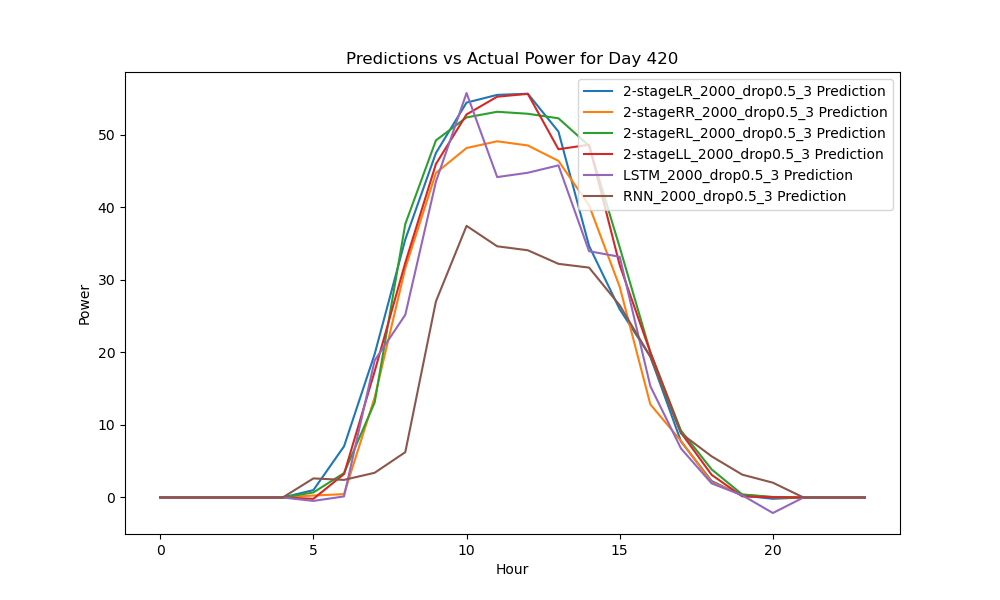 Predictions vs Actual Power for Day 420
2-stageLR_2000_drop0.5_3 Prediction
2-stageRR_2000_drop0.5_3 Prediction
2-stageRL_2000_drop0.5_3 Prediction
2-stageLL_2000_drop0.5_3 Prediction
LSTM_2000_drop0.5_3 Prediction
RNN_2000_drop0.5_3 Prediction
Power
50
40
30
20
10
0
0 5 10 15 20
Hour